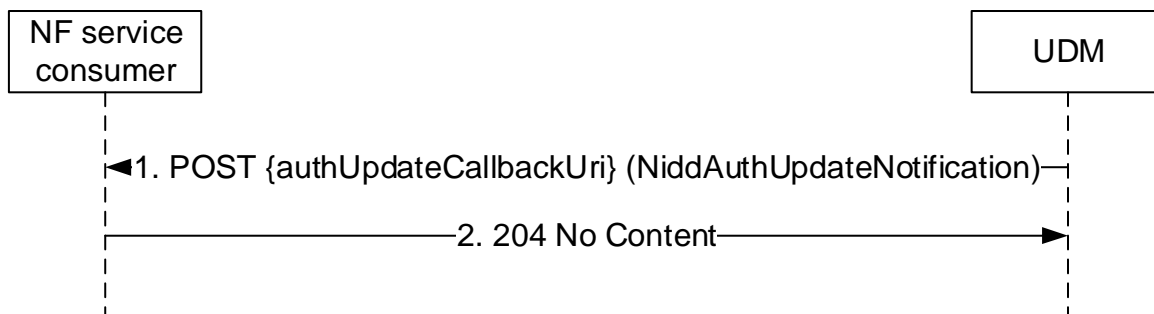 NF service
consumer
UDM
1. POST {authUpdateCallbackUri} (NiddAuthUpdateNotification)
2. 204 No Content